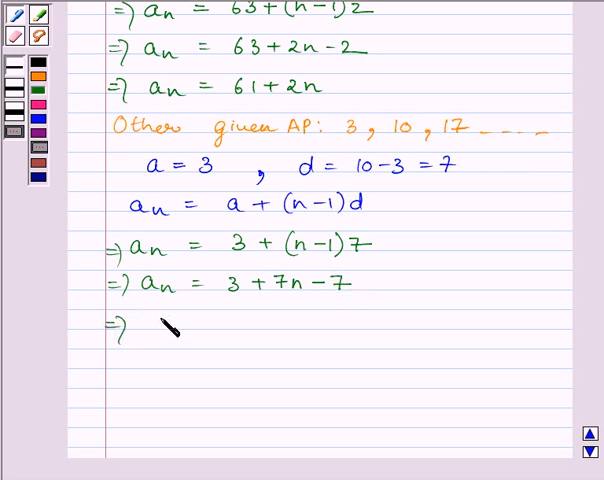 =) an = 63 + (n-1) 2
=) an = 63 + 2n - 2
=) an = 61 + 2n
Other given AP: 3, 10, 17 ----
a = 3 , d = 10 - 3 = 7
an = a + (n-1) d
=) an = 3 + (n-1) 7
=) an = 3 + 7n - 7
=)